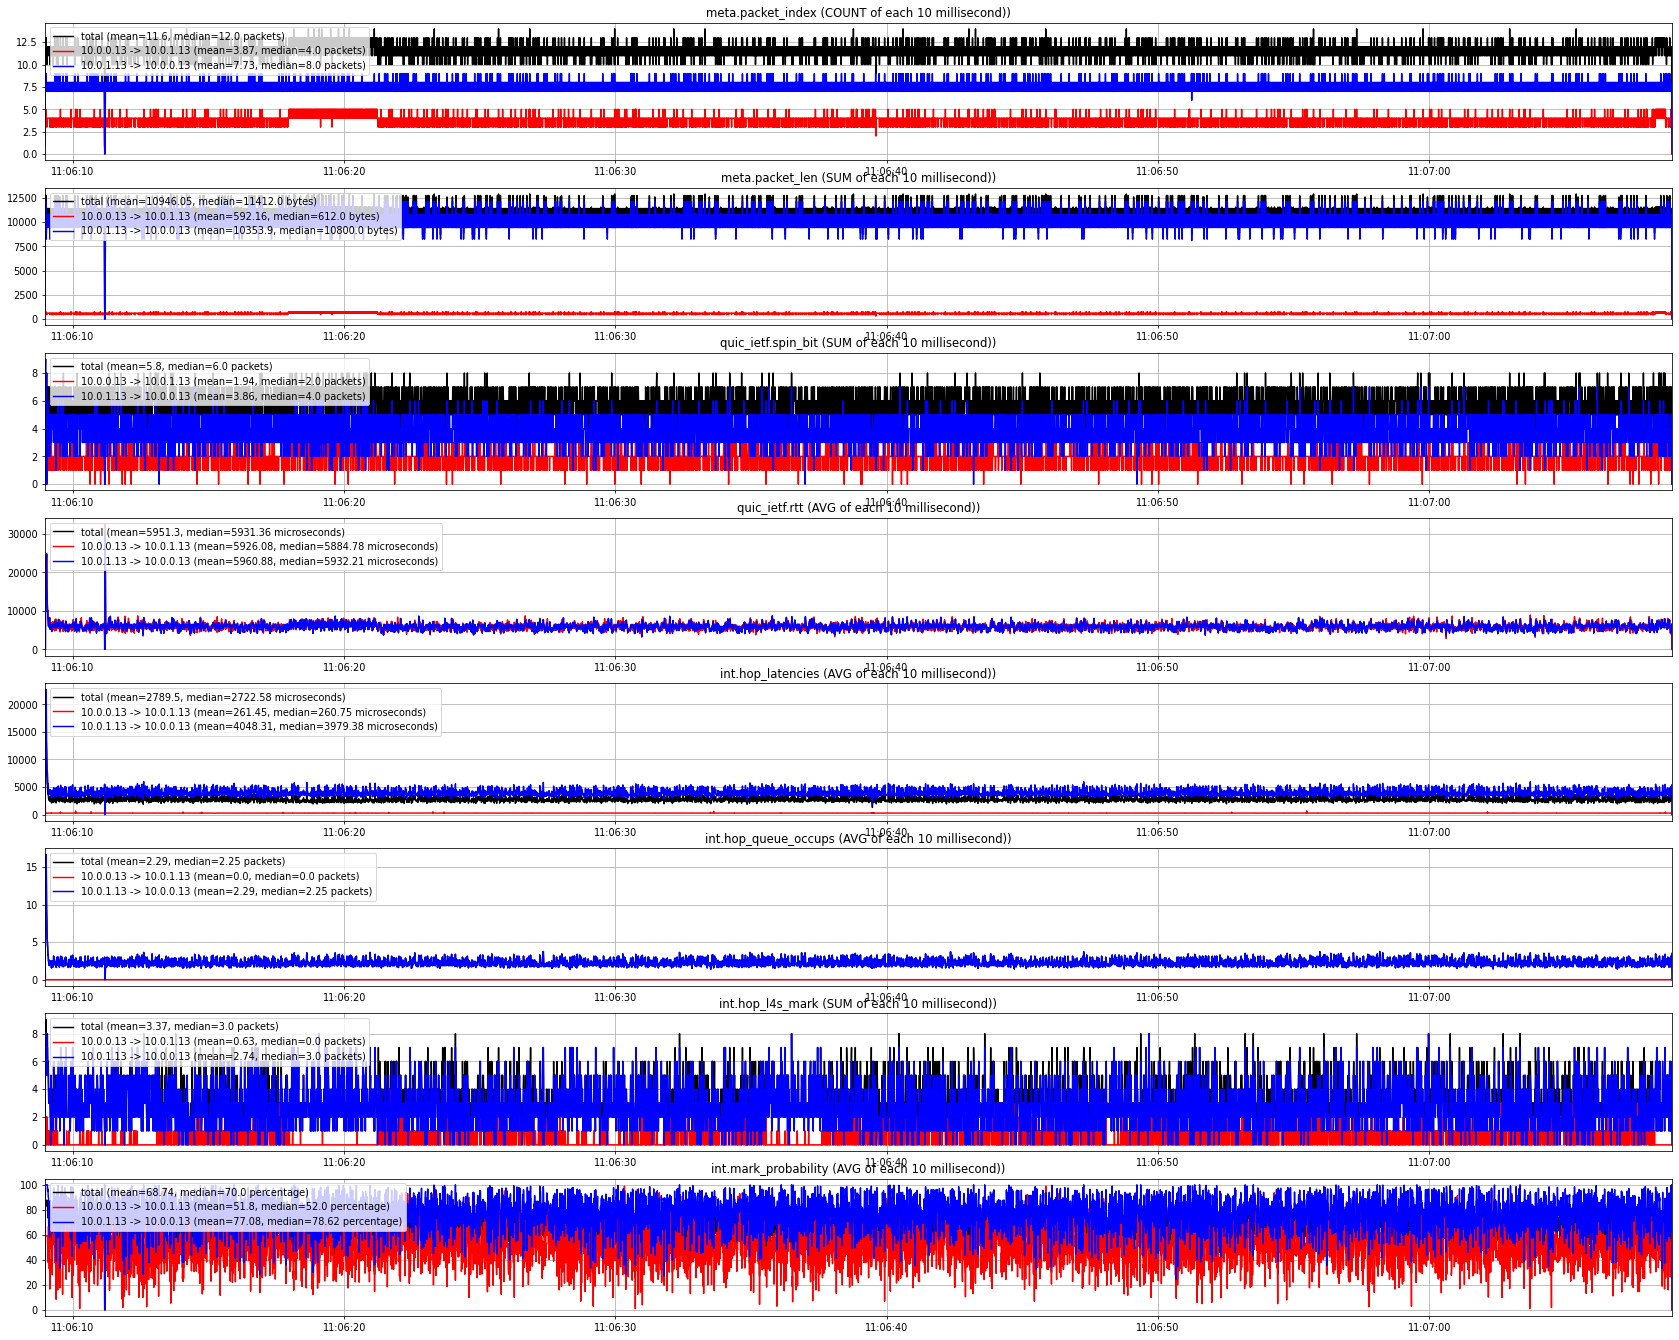 meta.packet_index (COUNT of each 10 millisecond))
total (mean=11.6, median=12.0 packets)
10.0.0.13 -> 10.0.1.13 (mean=3.87, median=4.0 packets)
10.0.1.13 -> 10.0.0.13 (mean=7.73, median=8.0 packets)
12.5
10.0
7.5
5.0
2.5
0.0
11:06:10 11:06:20 11:06:30 11:06:40 11:06:50 11:07:00
meta.packet_len (SUM of each 10 millisecond))
total (mean=10946.05, median=11412.0 bytes)
10.0.0.13 -> 10.0.1.13 (mean=592.16, median=612.0 bytes)
10.0.1.13 -> 10.0.0.13 (mean=10353.9, median=10800.0 bytes)
12500
10000
7500
5000
2500
0
11:06:10 11:06:20 11:06:30 11:06:40 11:06:50 11:07:00
quic_ietf.spin_bit (SUM of each 10 millisecond))
total (mean=5.8, median=6.0 packets)
10.0.0.13 -> 10.0.1.13 (mean=1.94, median=2.0 packets)
10.0.1.13 -> 10.0.0.13 (mean=3.86, median=4.0 packets)
8
6
4
2
0
11:06:10 11:06:20 11:06:30 11:06:40 11:06:50 11:07:00
quic_ietf.rtt (AVG of each 10 millisecond))
total (mean=5951.3, median=5931.36 microseconds)
10.0.0.13 -> 10.0.1.13 (mean=5926.08, median=5884.78 microseconds)
10.0.1.13 -> 10.0.0.13 (mean=5960.88, median=5932.21 microseconds)
30000
20000
10000
0
11:06:10 11:06:20 11:06:30 11:06:40 11:06:50 11:07:00
int.hop_latencies (AVG of each 10 millisecond))
total (mean=2789.5, median=2722.58 microseconds)
10.0.0.13 -> 10.0.1.13 (mean=261.45, median=260.75 microseconds)
10.0.1.13 -> 10.0.0.13 (mean=4048.31, median=3979.38 microseconds)
20000
15000
10000
5000
0
11:06:10 11:06:20 11:06:30 11:06:40 11:06:50 11:07:00
int.hop_queue_occups (AVG of each 10 millisecond))
total (mean=2.29, median=2.25 packets)
10.0.0.13 -> 10.0.1.13 (mean=0.0, median=0.0 packets)
10.0.1.13 -> 10.0.0.13 (mean=2.29, median=2.25 packets)
15
10
5
0
11:06:10 11:06:20 11:06:30 11:06:40 11:06:50 11:07:00
int.hop_l4s_mark (SUM of each 10 millisecond))
total (mean=3.37, median=3.0 packets)
10.0.0.13 -> 10.0.1.13 (mean=0.63, median=0.0 packets)
10.0.1.13 -> 10.0.0.13 (mean=2.74, median=3.0 packets)
8
6
4
2
0
11:06:10 11:06:20 11:06:30 11:06:40 11:06:50 11:07:00
int.mark_probability (AVG of each 10 millisecond))
total (mean=68.74, median=70.0 percentage)
10.0.0.13 -> 10.0.1.13 (mean=51.8, median=52.0 percentage)
10.0.1.13 -> 10.0.0.13 (mean=77.08, median=78.62 percentage)
100
80
60
40
20
0
11:06:10 11:06:20 11:06:30 11:06:40 11:06:50 11:07:00